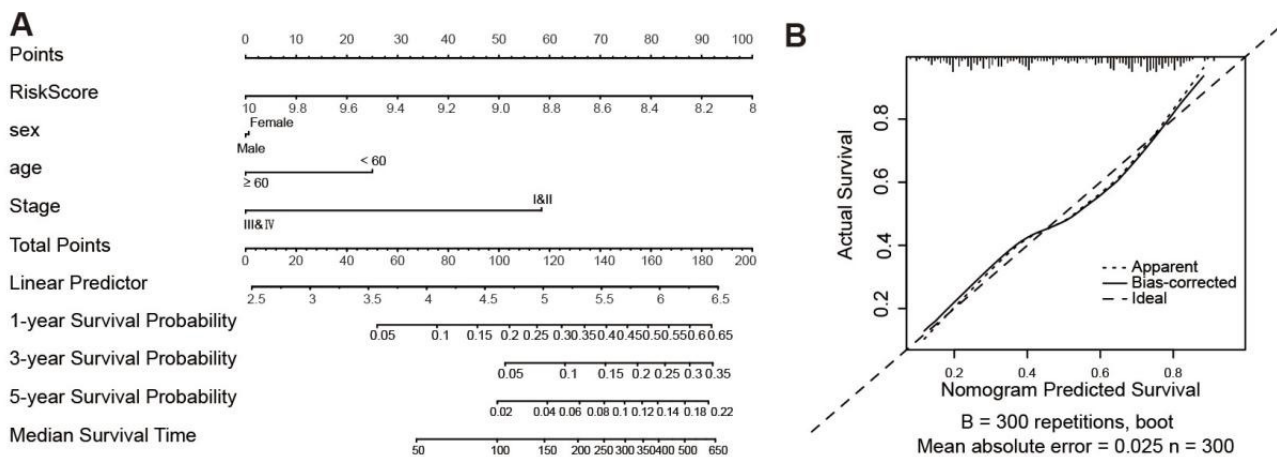 A
Points
0 10 20 30 40 50 60 70 80 90 100
RiskScore
10 9.8 9.6 9.4 9.2 9.0 8.8 8.6 8.4 8.2 8
sex
Female
Male
age
< 60
≥ 60
Stage
I&II
III&IV
Total Points
0 20 40 60 80 100 120 140 160 180 200
Linear Predictor
2.5 3 3.5 4 4.5 5 5.5 6 6.5
1-year Survival Probability
0.05 0.1 0.15 0.2 0.25 0.30 0.35 0.40 0.45 0.50 0.55 0.6 0.65
3-year Survival Probability
0.05 0.1 0.15 0.2 0.25 0.3 0.35
5-year Survival Probability
0.02 0.04 0.06 0.08 0.1 0.12 0.14 0.18 0.22
Median Survival Time
50 100 150 200 250 300 350 400 500 650
B
Actual Survival
0.8
0.6
0.4
0.2
Apparent
Bias-corrected
Ideal
0.2 0.4 0.6 0.8
Nomogram Predicted Survival
B = 300 repetitions, boot
Mean absolute error = 0.025 n = 300